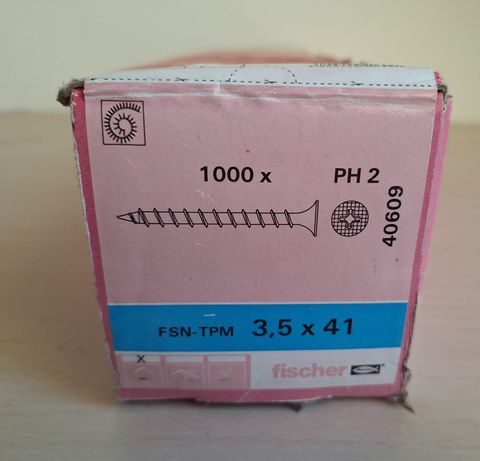 1000 x PH 2
40609
FSN-TPM 3,5 x 41
X
fischer